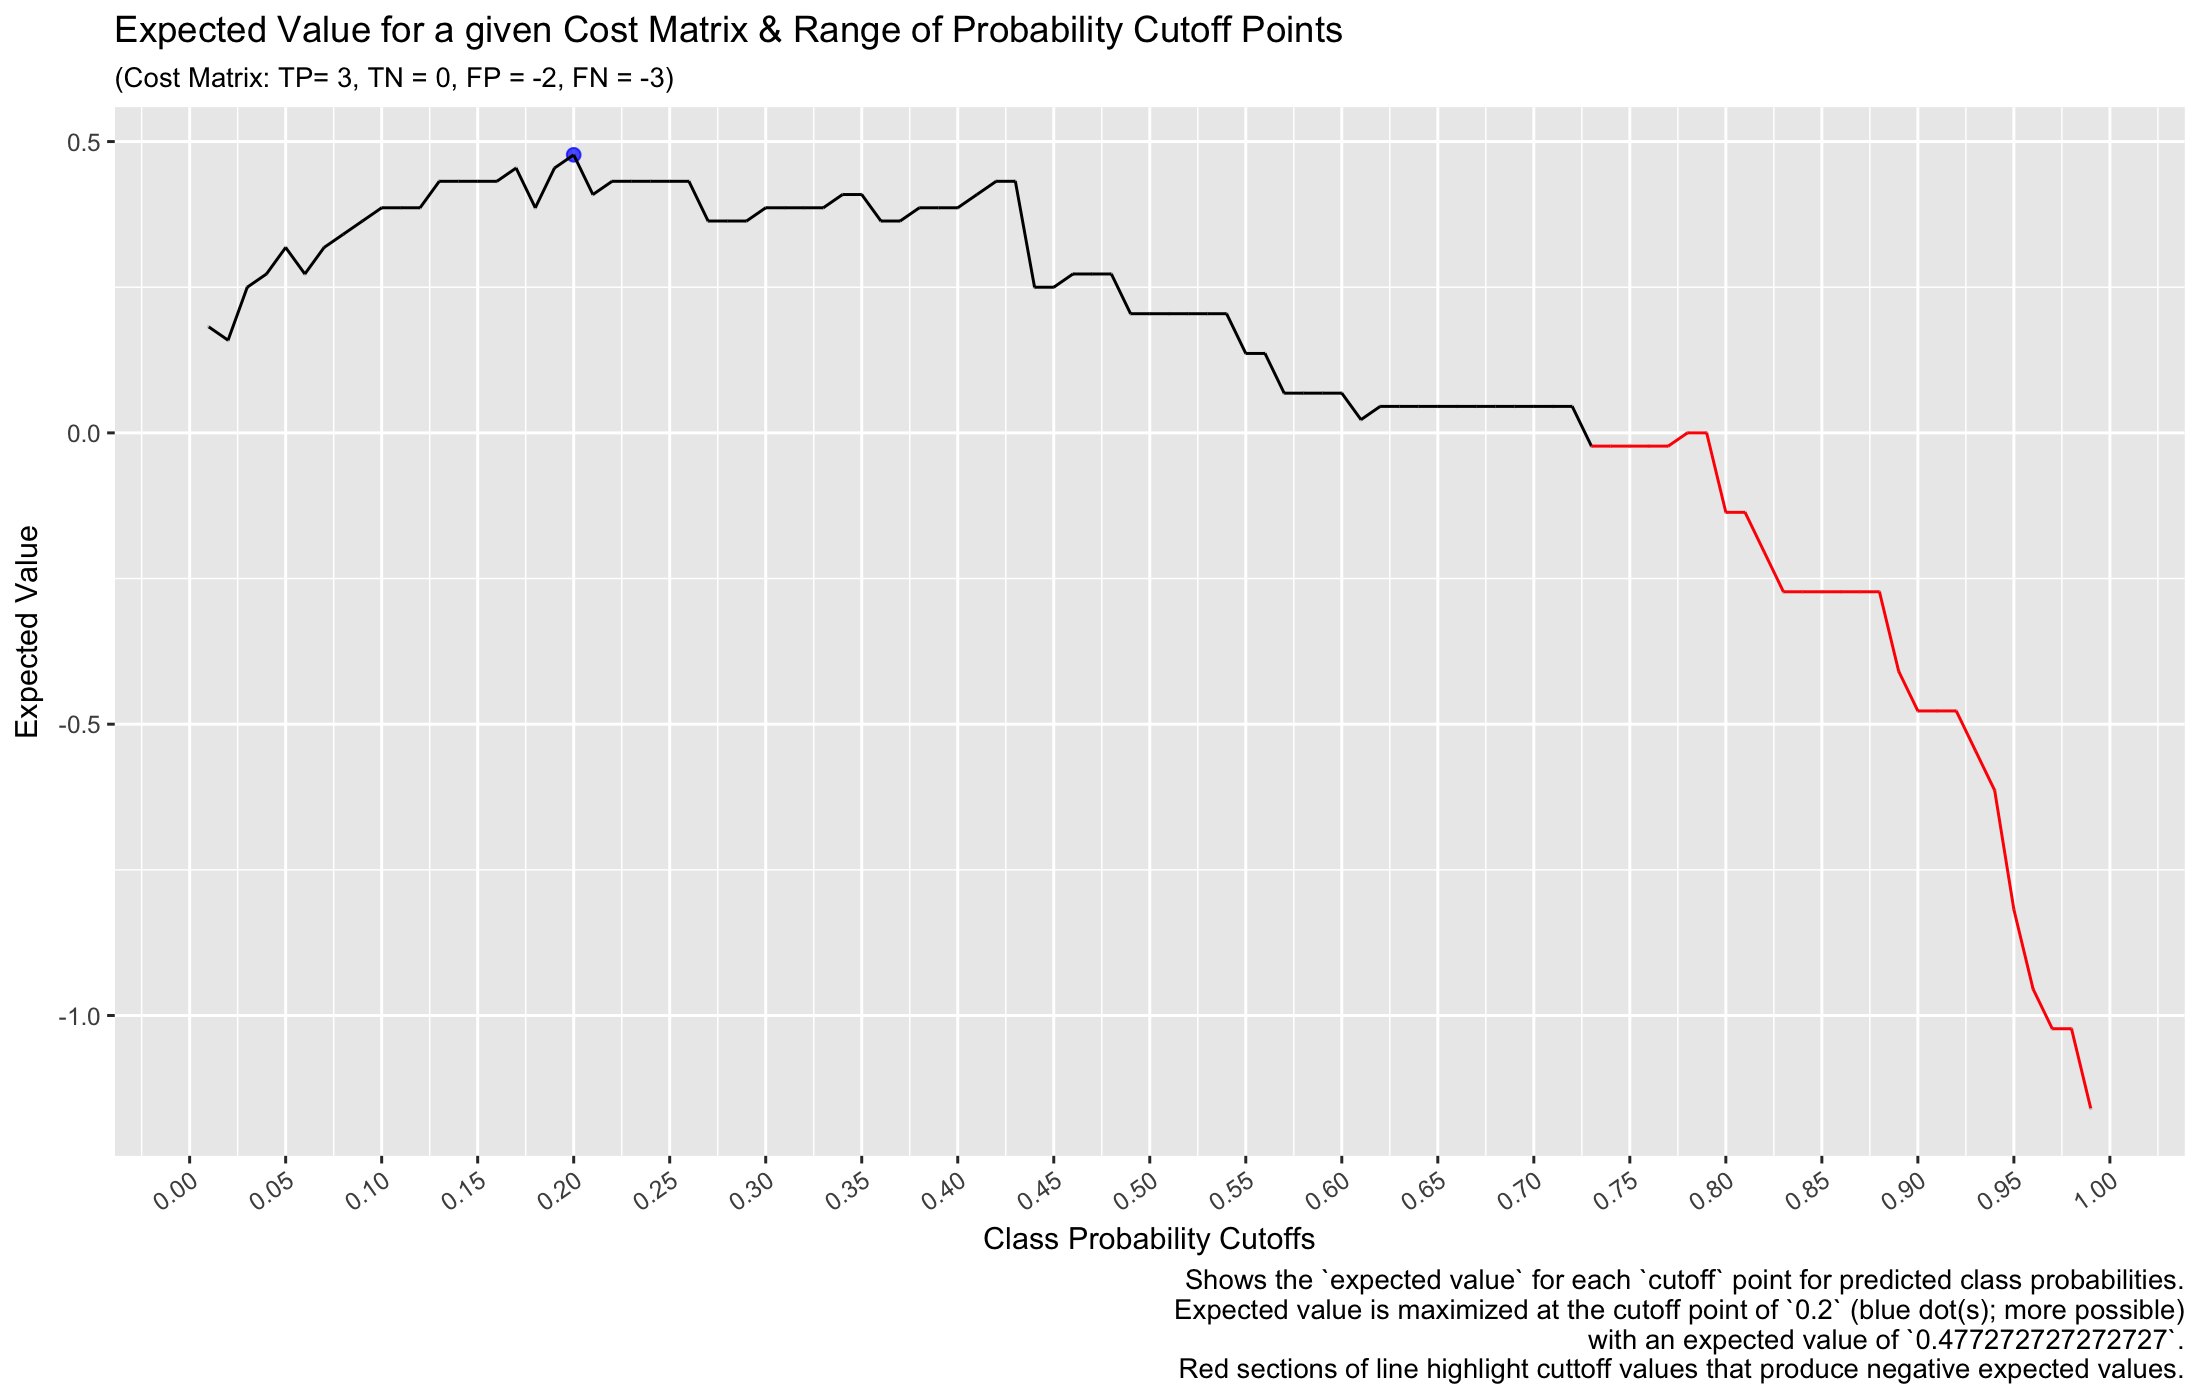 Expected Value for a given Cost Matrix & Range of Probability Cutoff Points
(Cost Matrix: TP= 3, TN = 0, FP = -2, FN = -3)
Expected Value
0.5
0.0
-0.5
-1.0
0.00 0.05 0.10 0.15 0.20 0.25 0.30 0.35 0.40 0.45 0.50 0.55 0.60 0.65 0.70 0.75 0.80 0.85 0.90 0.95 1.00
Class Probability Cutoffs
Shows the `expected value` for each `cutoff` point for predicted class probabilities.
Expected value is maximized at the cutoff point of `0.2` (blue dot(s); more possible)
with an expected value of `0.477272727272727`.
Red sections of line highlight cuttoff values that produce negative expected values.